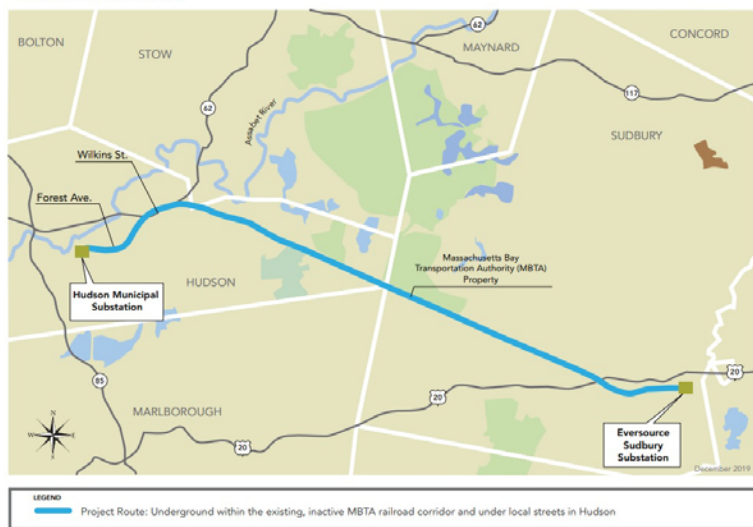 62
BOLTON
STOW
MAYNARD
CONCORD
117
62
Assabet River
SUDBURY
Wilkins St.
Forest Ave.
Massachusetts Bay
Transportation Authority (MBTA)
Property
HUDSON
Hudson Municipal
Substation
85
20
20
MARLBOROUGH
N
W E
S
20
Eversource
Sudbury
Substation
December 2019
LEGEND
Project Route: Underground within the existing, inactive MBTA railroad corridor and under local streets in Hudson